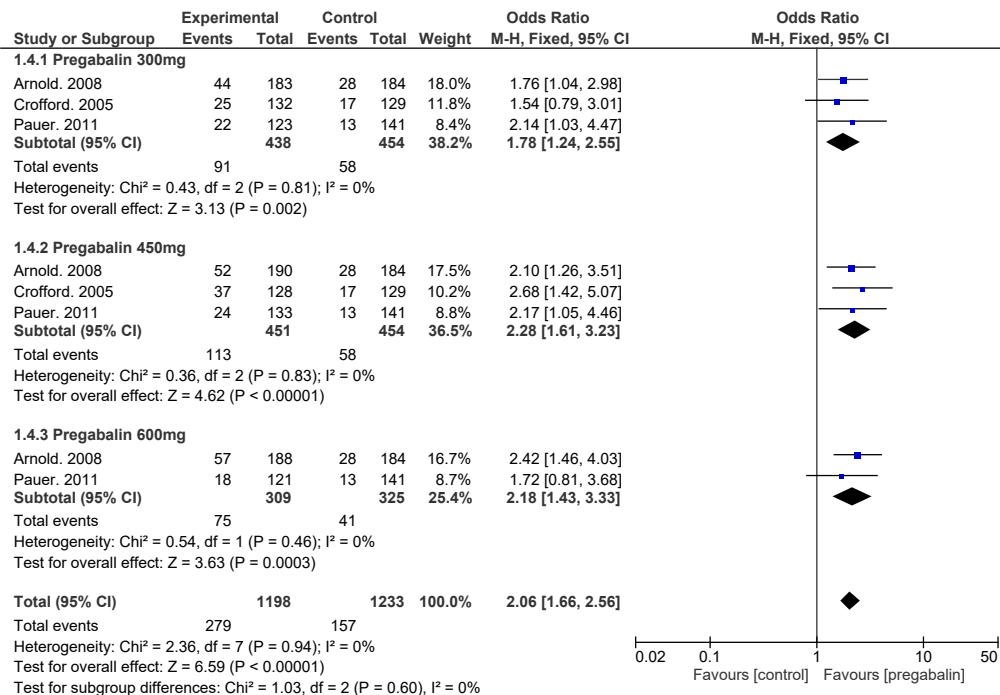 Experimental Control Odds Ratio Odds Ratio
Study or Subgroup Events Total Events Total Weight M-H, Fixed, 95% CI M-H, Fixed, 95% CI
1.4.1 Pregabalin 300mg
Arnold. 2008 44 183 28 184 18.0% 1.76 [1.04, 2.98]
Crofford. 2005 25 132 17 129 11.8% 1.54 [0.79, 3.01]
Pauer. 2011 22 123 13 141 8.4% 2.14 [1.03, 4.47]
Subtotal (95% CI) 438 454 38.2% 1.78 [1.24, 2.55]
Total events 91 58
Heterogeneity: Chi² = 0.43, df = 2 (P = 0.81); I² = 0%
Test for overall effect: Z = 3.13 (P = 0.002)
1.4.2 Pregabalin 450mg
Arnold. 2008 52 190 28 184 17.5% 2.10 [1.26, 3.51]
Crofford. 2005 37 128 17 129 10.2% 2.68 [1.42, 5.07]
Pauer. 2011 24 133 13 141 8.8% 2.17 [1.05, 4.46]
Subtotal (95% CI) 451 454 36.5% 2.28 [1.61, 3.23]
Total events 113 58
Heterogeneity: Chi² = 0.36, df = 2 (P = 0.83); I² = 0%
Test for overall effect: Z = 4.62 (P < 0.00001)
1.4.3 Pregabalin 600mg
Arnold. 2008 57 188 28 184 16.7% 2.42 [1.46, 4.03]
Pauer. 2011 18 121 13 141 8.7% 1.72 [0.81, 3.68]
Subtotal (95% CI) 309 325 25.4% 2.18 [1.43, 3.33]
Total events 75 41
Heterogeneity: Chi² = 0.54, df = 1 (P = 0.46); I² = 0%
Test for overall effect: Z = 3.63 (P = 0.0003)
Total (95% CI) 1198 1233 100.0% 2.06 [1.66, 2.56]
Total events 279 157
Heterogeneity: Chi² = 2.36, df = 7 (P = 0.94); I² = 0%
Test for overall effect: Z = 6.59 (P < 0.00001)
Test for subgroup differences: Chi² = 1.03, df = 2 (P = 0.60), I² = 0%
0.02 0.1 1 10 50
Favours [control] Favours [pregabalin]